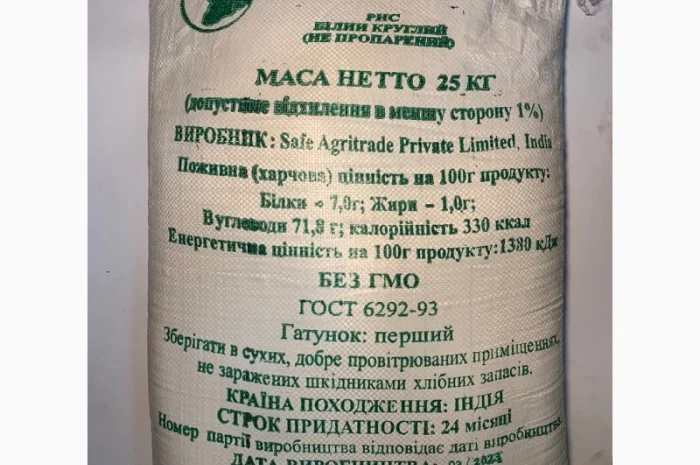 РИС
БІЛИЙ КРУГЛИЙ
(НЕ ПРОПАРЕНИЙ)
МАСА НЕТТО 25 КГ
(допустіме відхилення в меншу сторону 1%)
ВИРОБНИК: Safe Agritrade Private Limited, India
Поживна (харчова) цінність на 100г продукту:
Білки - 7,0г; Жири - 1,0г;
Вуглеводи 71,8 г; калорійність 330 ккал
Енергетична цінність на 100г продукту:1380 кДж
БЕЗ ГМО
ГОСТ 6292-93
Гатунок: перший
Зберігати в сухих, добре провітрюваних приміщеннях,
не заражених шкідниками хлібних запасів.
КРАЇНА ПОХОДЖЕННЯ: ІНДІЯ
СТРОК ПРИДАТНОСТІ: 24 місяці
Номер партії виробництва відповідає даті виробництва
ДАТА ВИРОБНИЦТВА: